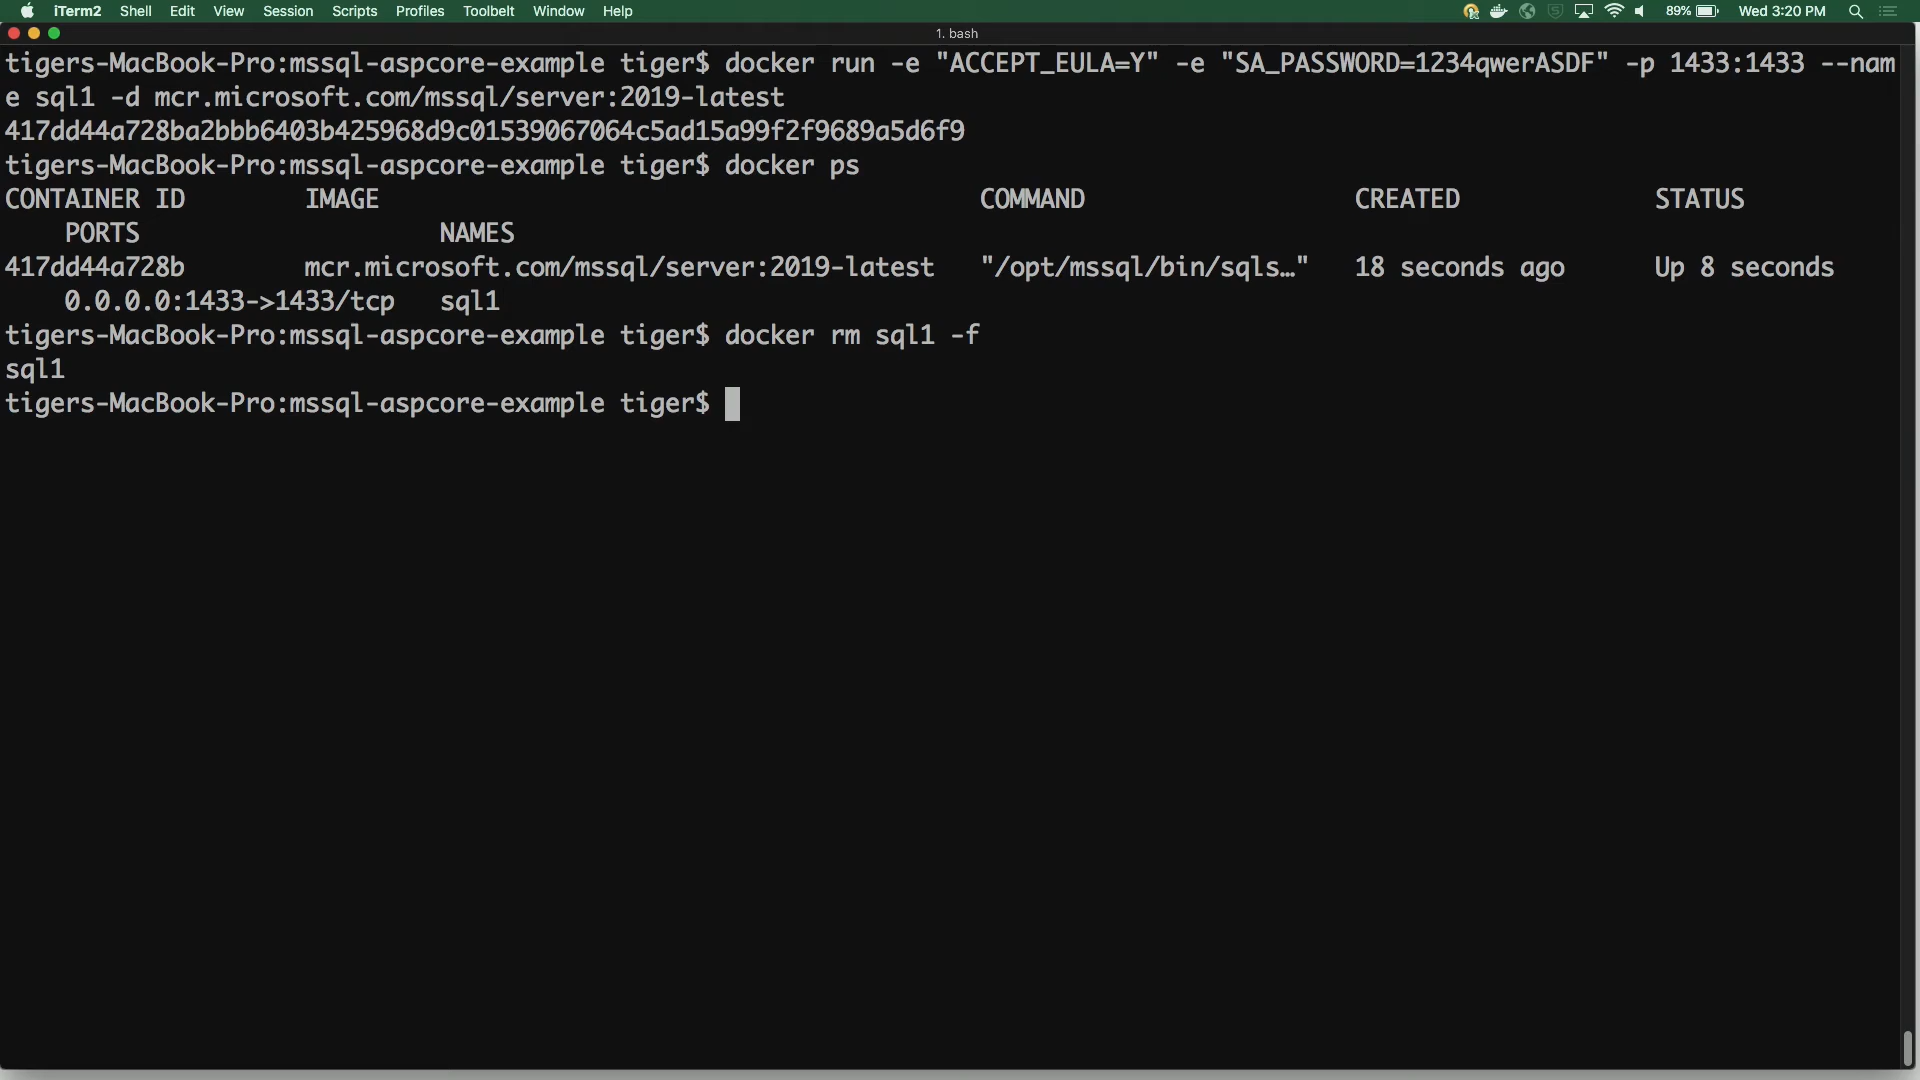 iTerm2 Shell Edit View Session Scripts Profiles Toolbelt Window Help 89% Wed 3:20 PM
1. bash
tigers-MacBook-Pro:mssql-aspcore-example tiger$ docker run -e "ACCEPT_EULA=Y" -e "SA_PASSWORD=1234qwerASDF" -p 1433:1433 --nam
e sql1 -d mcr.microsoft.com/mssql/server:2019-latest
417dd44a728ba2bbb6403b425968d9c01539067064c5ad15a99f2f9689a5d6f9
tigers-MacBook-Pro:mssql-aspcore-example tiger$ docker ps
CONTAINER ID        IMAGE                                        COMMAND                  CREATED             STATUS
    PORTS                    NAMES
417dd44a728b        mcr.microsoft.com/mssql/server:2019-latest   "/opt/mssql/bin/sqls…"   18 seconds ago      Up 8 seconds
    0.0.0.0:1433->1433/tcp   sql1
tigers-MacBook-Pro:mssql-aspcore-example tiger$ docker rm sql1 -f
sql1
tigers-MacBook-Pro:mssql-aspcore-example tiger$